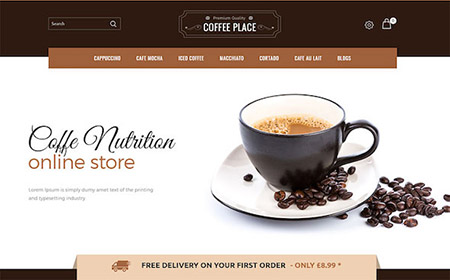 Search
Premium Quality
COFFEE PLACE
0
CAPPUCCINO CAFE MOCHA ICED COFFEE MACCHIATO CORTADO CAFE AU LAIT BLOGS
Coffe Nutrition
online store
Lorem Ipsum is simply dumy text of the printing
and typesetting industry.
FREE DELIVERY ON YOUR FIRST ORDER - ONLY £8.99 *